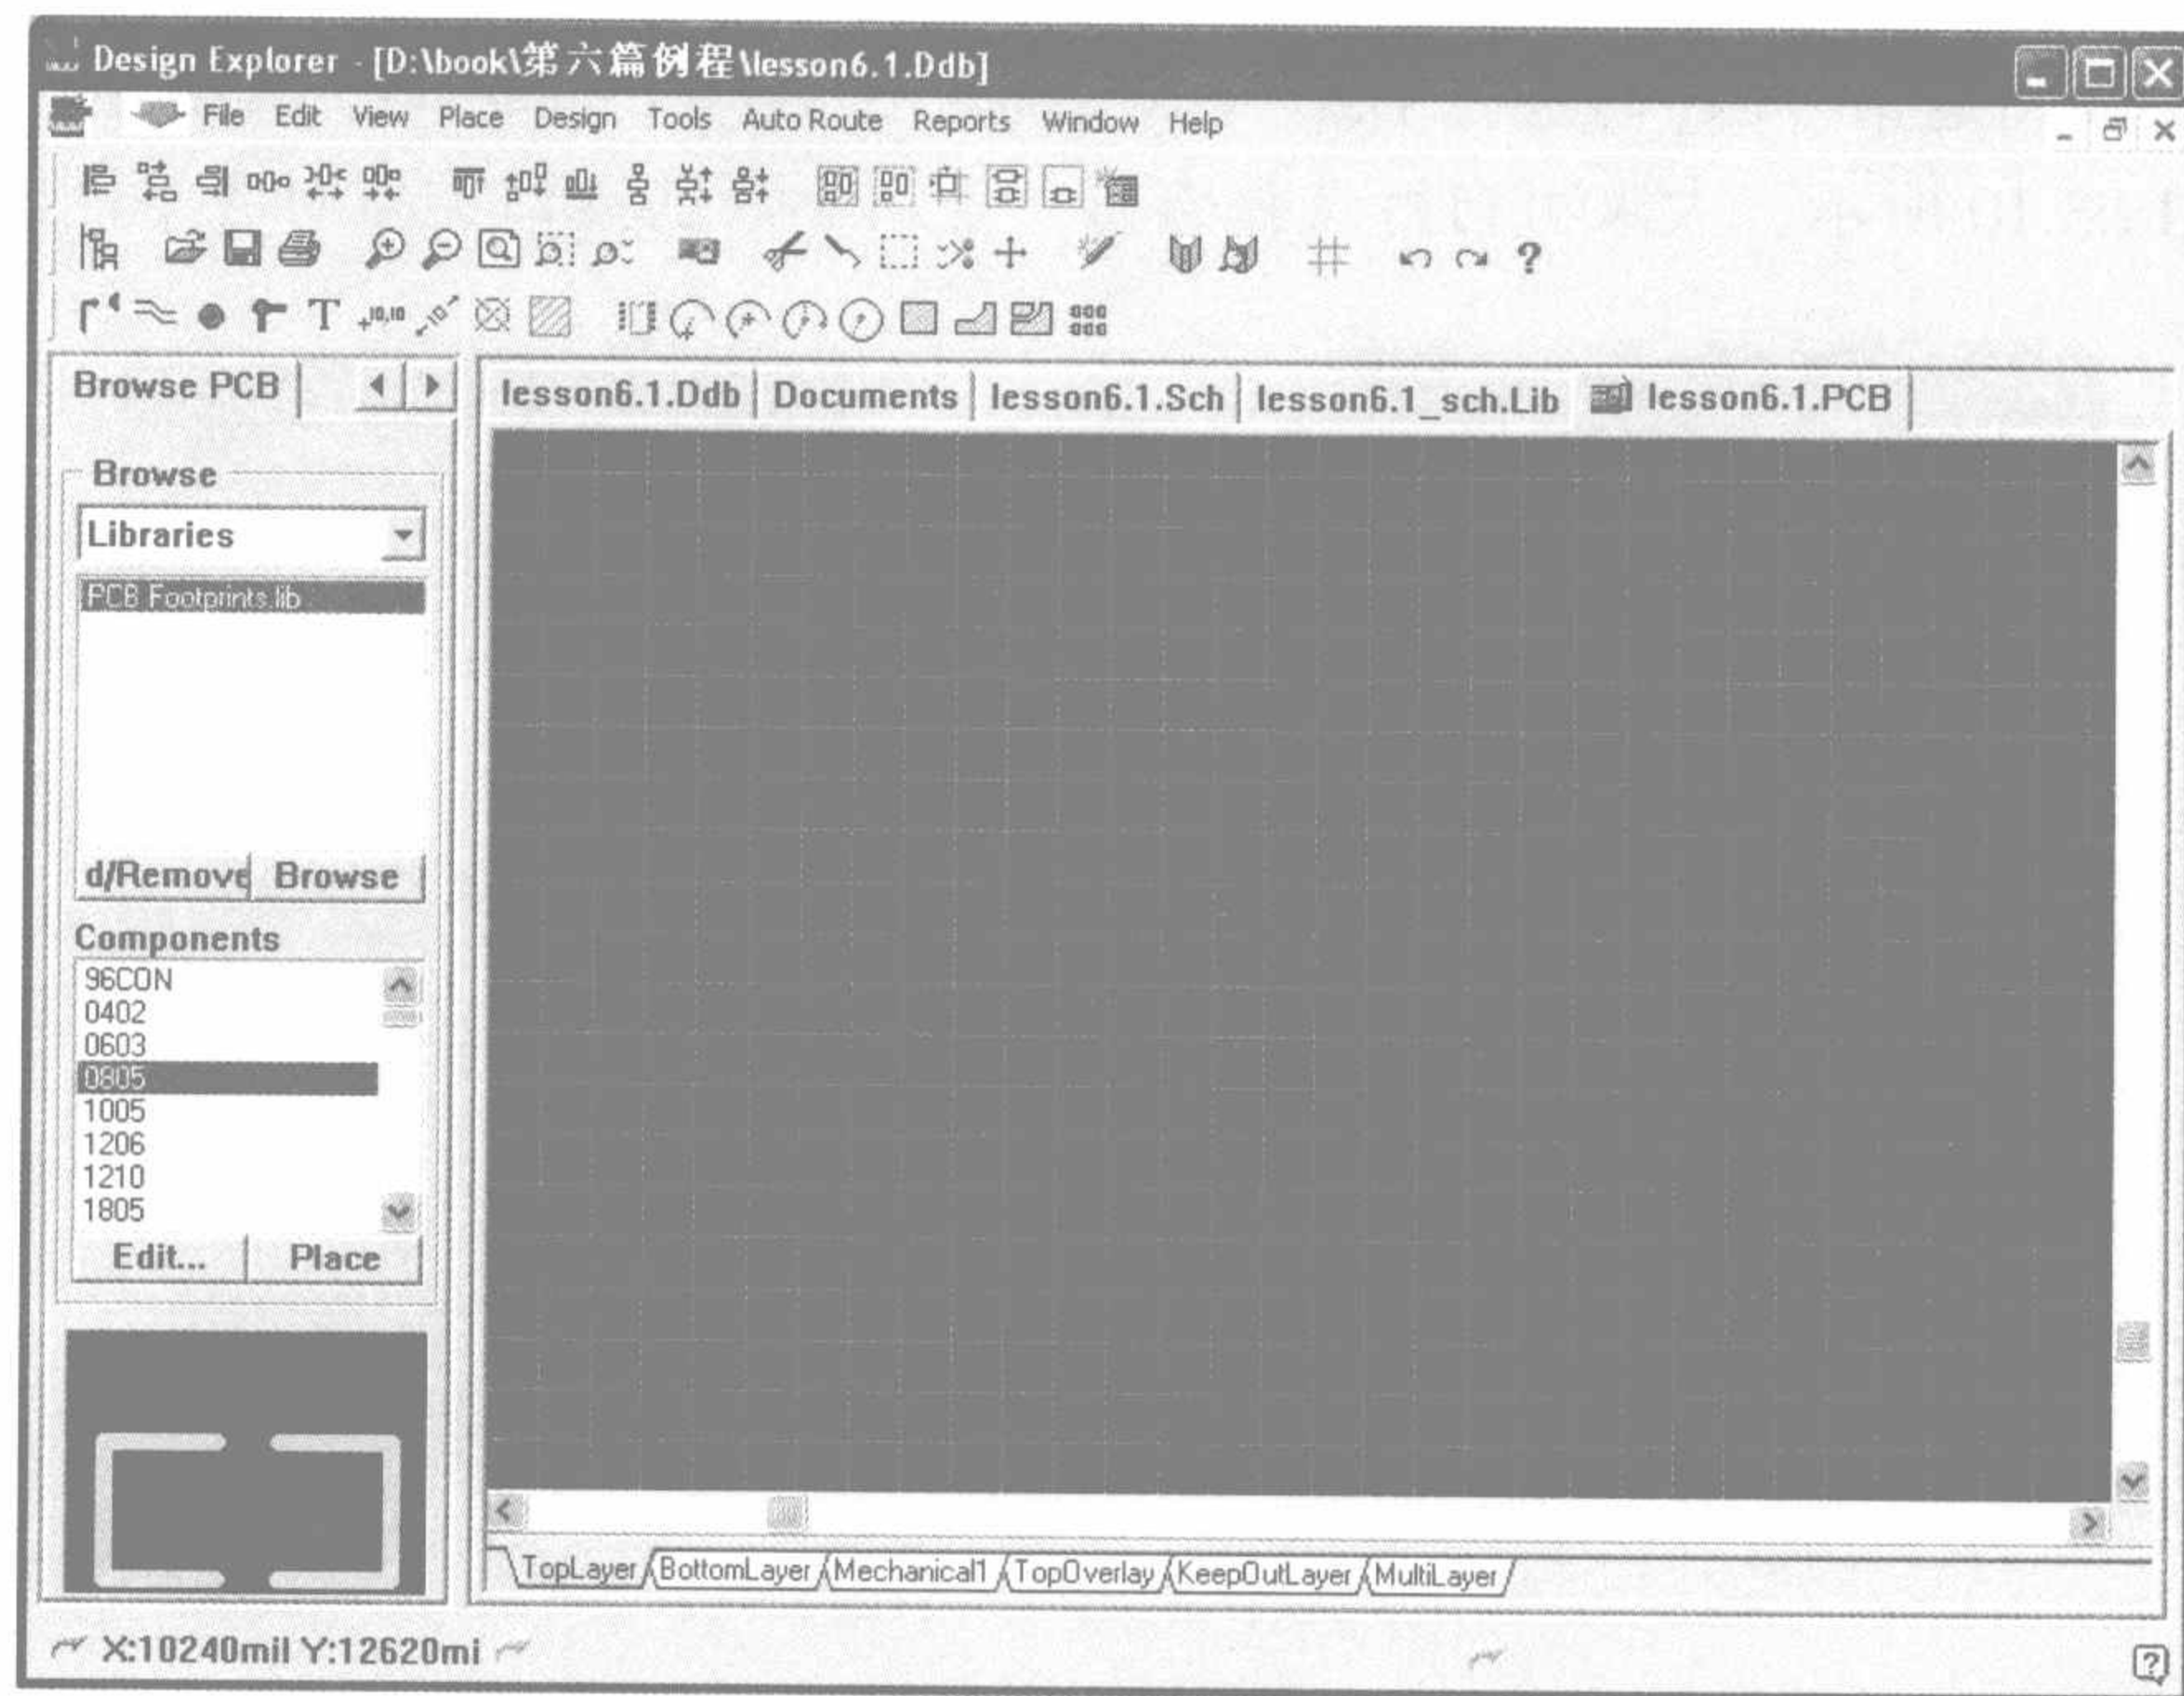 Design Explorer - [D:\book\第六篇例程\lesson6.1.Ddb]
File Edit View Place Design Tools Auto Route Reports Window Help
T +10,10 10 ?
Browse PCB
lesson6.1.Ddb Documents lesson6.1.Sch lesson6.1_sch.Lib lesson6.1.PCB
Browse
Libraries
PCB Footprints.lib
d/Remove Browse
Components
96CON
0402
0603
0805
1005
1206
1210
1805
Edit... Place
TopLayer BottomLayer Mechanical1 TopOverlay KeepOutLayer MultiLayer
X:10240mil Y:12620mi